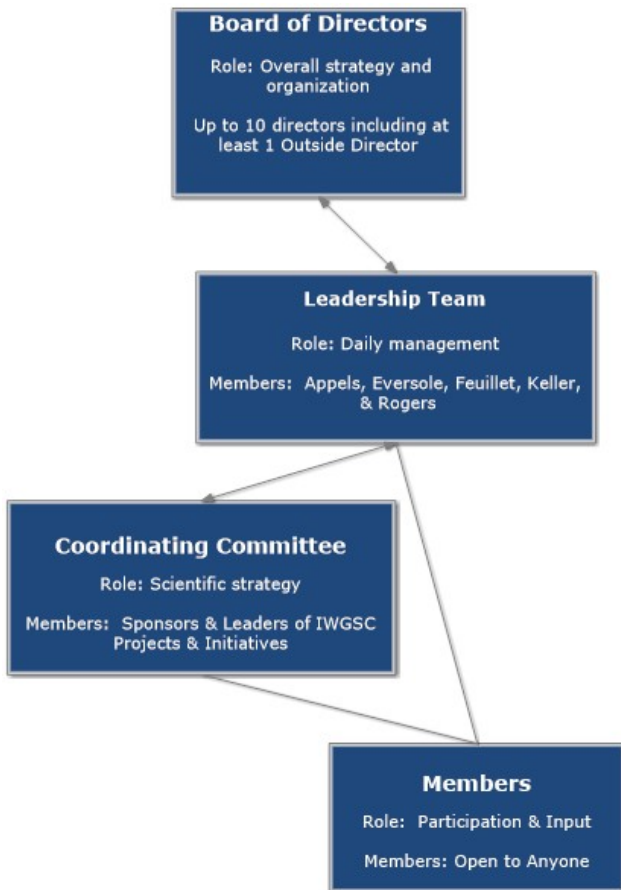 Board of Directors
Role: Overall strategy and
organization
Up to 10 directors including at
least 1 Outside Director
Leadership Team
Role: Daily management
Members: Appels, Eversole, Feuillet, Keller,
& Rogers
Coordinating Committee
Role: Scientific strategy
Members: Sponsors & Leaders of IWGSC
Projects & Initiatives
Members
Role: Participation & Input
Members: Open to Anyone